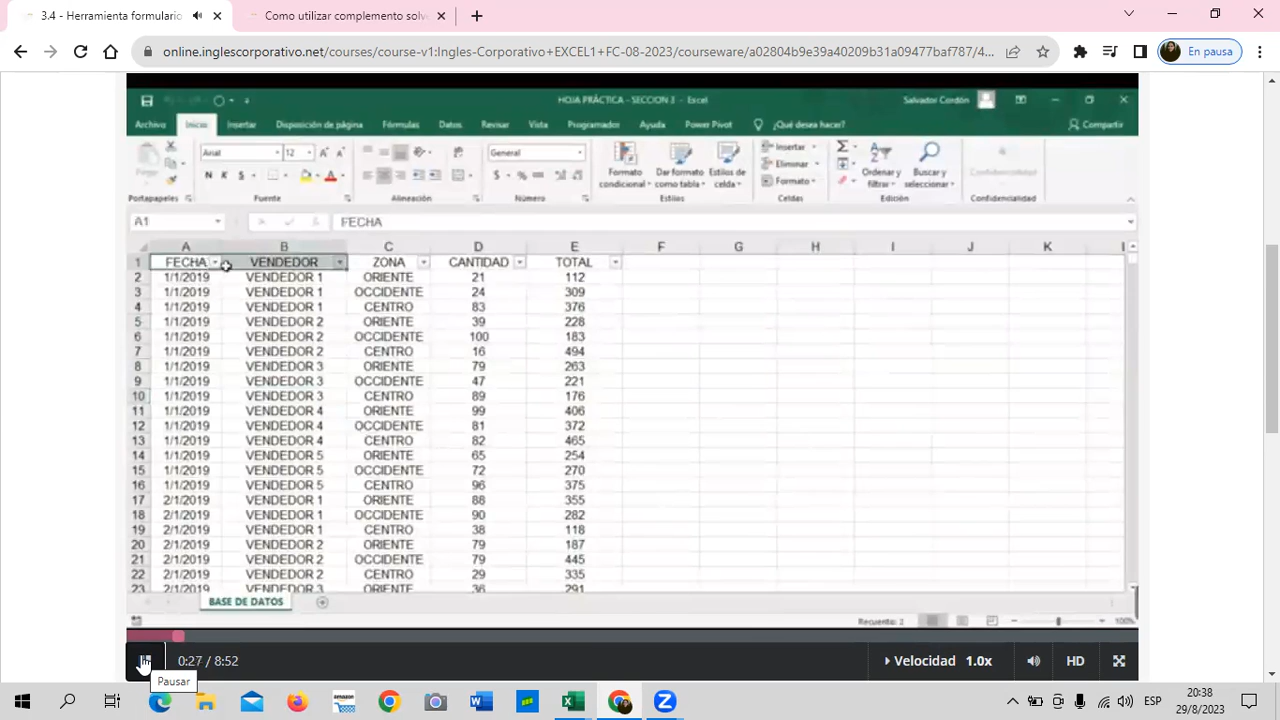 3.4 - Herramienta formulario
Como utilizar complemento solv
online.inglescorporativo.net/courses/course-v1:Ingles-Corporativo+EXCEL1+FC-08-2023/courseware/a02804b9e39a40209b31a09477baf787/4...
En pausa
HOJA PRÁCTICA - SECCION 3 - Excel
Salvador Cordón
Archivo Inicio Insertar Disposición de página Fórmulas Datos Revisar Vista Programador Ayuda Power Pivot ¿Qué desea hacer? Compartir
Pegar
Arial 12
N K S
General
$ % 000
Formato condicional
Dar formato como tabla
Estilos de celda
Insertar
Eliminar
Formato
Ordenar y filtrar
Buscar y seleccionar
Confidencialidad
Portapapeles Fuente Alineación Número Estilos Celdas Edición Confidencialidad
A1 FECHA
A B C D E F G H I J K
1 FECHA VENDEDOR ZONA CANTIDAD TOTAL
2 1/1/2019 VENDEDOR 1 ORIENTE 21 112
3 1/1/2019 VENDEDOR 1 OCCIDENTE 24 309
4 1/1/2019 VENDEDOR 1 CENTRO 83 376
5 1/1/2019 VENDEDOR 2 ORIENTE 39 228
6 1/1/2019 VENDEDOR 2 OCCIDENTE 100 183
7 1/1/2019 VENDEDOR 2 CENTRO 16 494
8 1/1/2019 VENDEDOR 3 ORIENTE 79 263
9 1/1/2019 VENDEDOR 3 OCCIDENTE 47 221
10 1/1/2019 VENDEDOR 3 CENTRO 89 176
11 1/1/2019 VENDEDOR 4 ORIENTE 99 406
12 1/1/2019 VENDEDOR 4 OCCIDENTE 81 372
13 1/1/2019 VENDEDOR 4 CENTRO 82 465
14 1/1/2019 VENDEDOR 5 ORIENTE 65 254
15 1/1/2019 VENDEDOR 5 OCCIDENTE 72 270
16 1/1/2019 VENDEDOR 5 CENTRO 96 375
17 2/1/2019 VENDEDOR 1 ORIENTE 88 355
18 2/1/2019 VENDEDOR 1 OCCIDENTE 90 282
19 2/1/2019 VENDEDOR 1 CENTRO 38 118
20 2/1/2019 VENDEDOR 2 ORIENTE 79 187
21 2/1/2019 VENDEDOR 2 OCCIDENTE 79 445
22 2/1/2019 VENDEDOR 2 CENTRO 29 335
23 2/1/2019 VENDEDOR 3 ORIENTE 36 291
BASE DE DATOS
Recuento: 2 100%
0:27 / 8:52
Velocidad 1.0x
HD
Pausar
amazon
ESP
20:38
29/8/2023